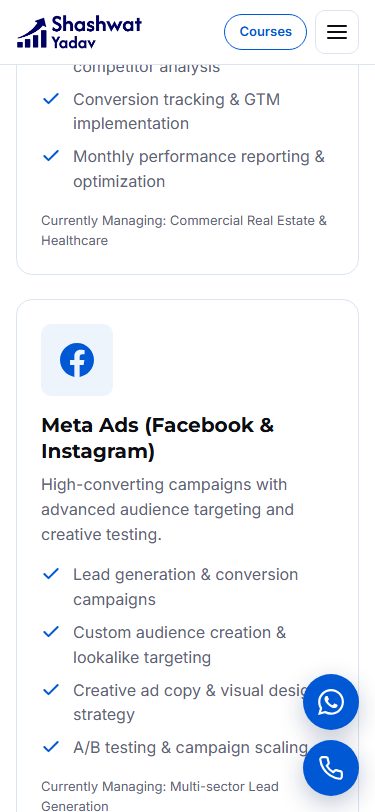 Shashwat
Yadav
Courses
competitor analysis
Conversion tracking & GTM
implementation
Monthly performance reporting &
optimization
Currently Managing: Commercial Real Estate &
Healthcare
Meta Ads (Facebook &
Instagram)
High-converting campaigns with
advanced audience targeting and
creative testing.
Lead generation & conversion
campaigns
Custom audience creation &
lookalike targeting
Creative ad copy & visual design
strategy
A/B testing & campaign scaling
Currently Managing: Multi-sector Lead
Generation